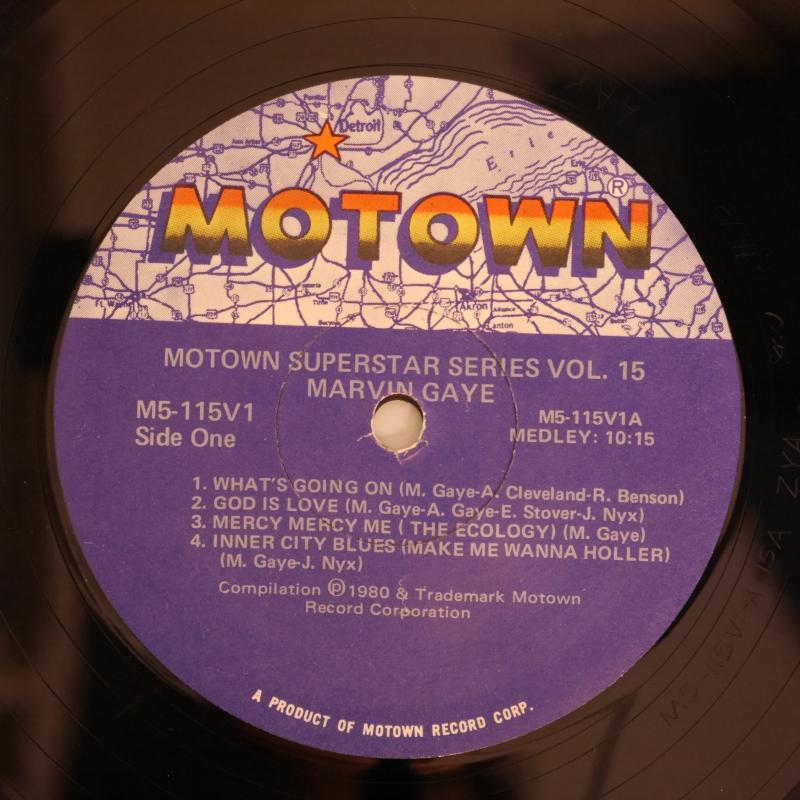 Detroit
Erie
Erie
MOTOWN®
Akron
MOTOWN SUPERSTAR SERIES VOL. 15
MARVIN GAYE
M5-115V1
Side One
M5-115V1A
MEDLEY: 10:15
1. WHAT'S GOING ON (M. Gaye-A. Cleveland-R. Benson)
2. GOD IS LOVE (M. Gaye-A. Gaye-E. Stover-J. Nyx)
3. MERCY MERCY ME ( THE ECOLOGY) (M. Gaye)
4. INNER CITY BLUES (MAKE ME WANNA HOLLER)
(M. Gaye-J. Nyx)
Compilation ℗1980 & Trademark Motown
Record Corporation
A PRODUCT OF MOTOWN RECORD CORP.